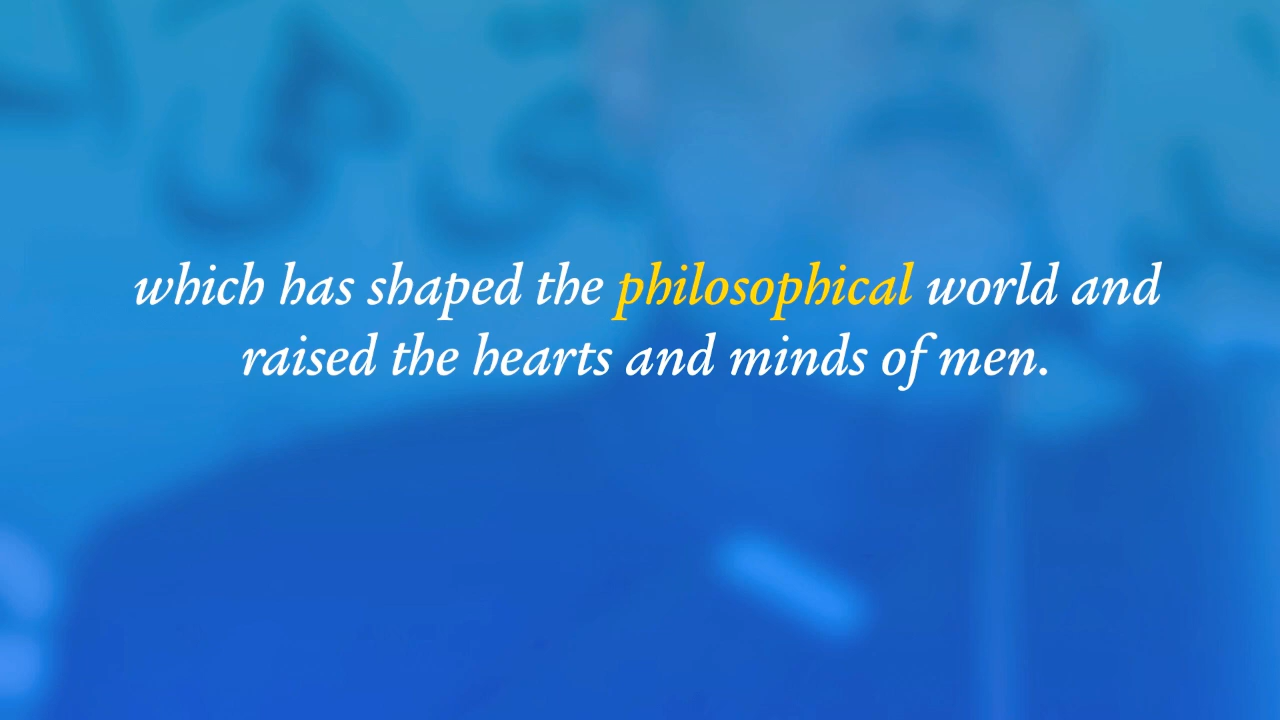 which has shaped the philosophical world and
raised the hearts and minds of men.